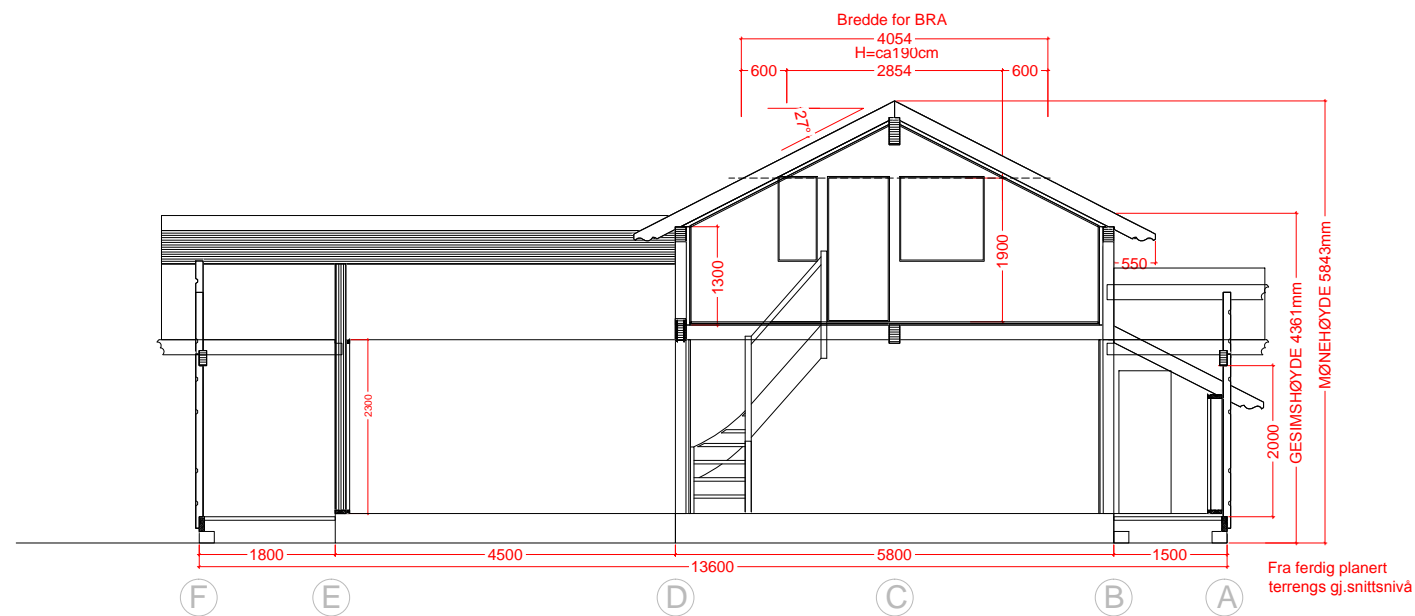 Bredde for BRA
4054
H=ca190cm
600 2854 600
27°
1300
1900
550
2300
2000
GESIMSHØYDE 4361mm
MØNEHØYDE 5843mm
1800 4500 5800 1500
13600
Fra ferdig planert
terrengs gj.snittsnivå
F E D C B A